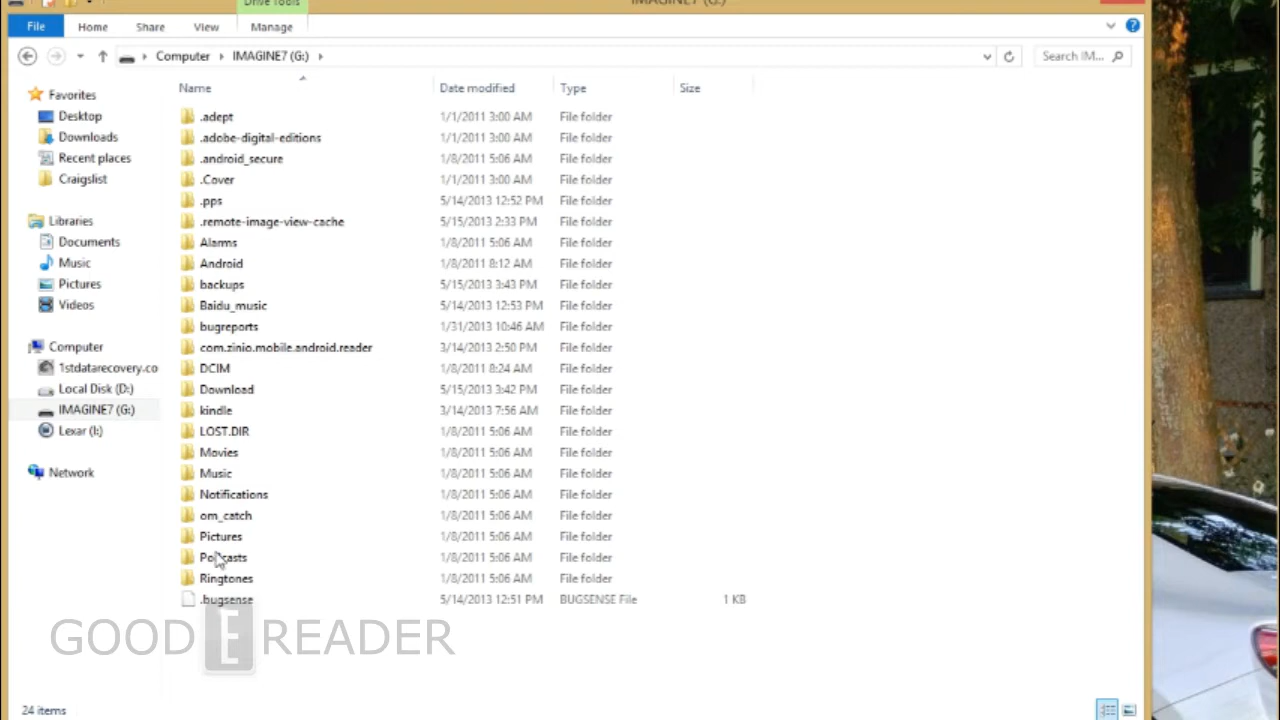 Drive Tools
IMAGINE7 (G:)
File Home Share View Manage
Computer IMAGINE7 (G:) Search IM...
Name Date modified Type Size
Favorites
Desktop
Downloads
Recent places
Craigslist
Libraries
Documents
Music
Pictures
Videos
Computer
1stdatarecovery.co
Local Disk (D:)
IMAGINE7 (G:)
Lexar (I:)
Network
.adept 1/1/2011 3:00 AM File folder
.adobe-digital-editions 1/1/2011 3:00 AM File folder
.android_secure 1/8/2011 5:06 AM File folder
.Cover 1/1/2011 3:00 AM File folder
.pps 5/14/2013 12:52 PM File folder
.remote-image-view-cache 5/15/2013 2:33 PM File folder
Alarms 1/8/2011 5:06 AM File folder
Android 1/8/2011 8:12 AM File folder
backups 5/15/2013 3:43 PM File folder
Baidu_music 5/14/2013 12:53 PM File folder
bugreports 1/31/2013 10:46 AM File folder
com.zinio.mobile.android.reader 3/14/2013 2:50 PM File folder
DCIM 1/8/2011 8:24 AM File folder
Download 5/15/2013 3:42 PM File folder
kindle 3/14/2013 7:56 AM File folder
LOST.DIR 1/8/2011 5:06 AM File folder
Movies 1/8/2011 5:06 AM File folder
Music 1/8/2011 5:06 AM File folder
Notifications 1/8/2011 5:06 AM File folder
om_catch 1/8/2011 5:06 AM File folder
Pictures 1/8/2011 5:06 AM File folder
Podcasts 1/8/2011 5:06 AM File folder
Ringtones 1/8/2011 5:06 AM File folder
.bugsense 5/14/2013 12:51 PM BUGSENSE File 1 KB
GOOD E READER
24 items